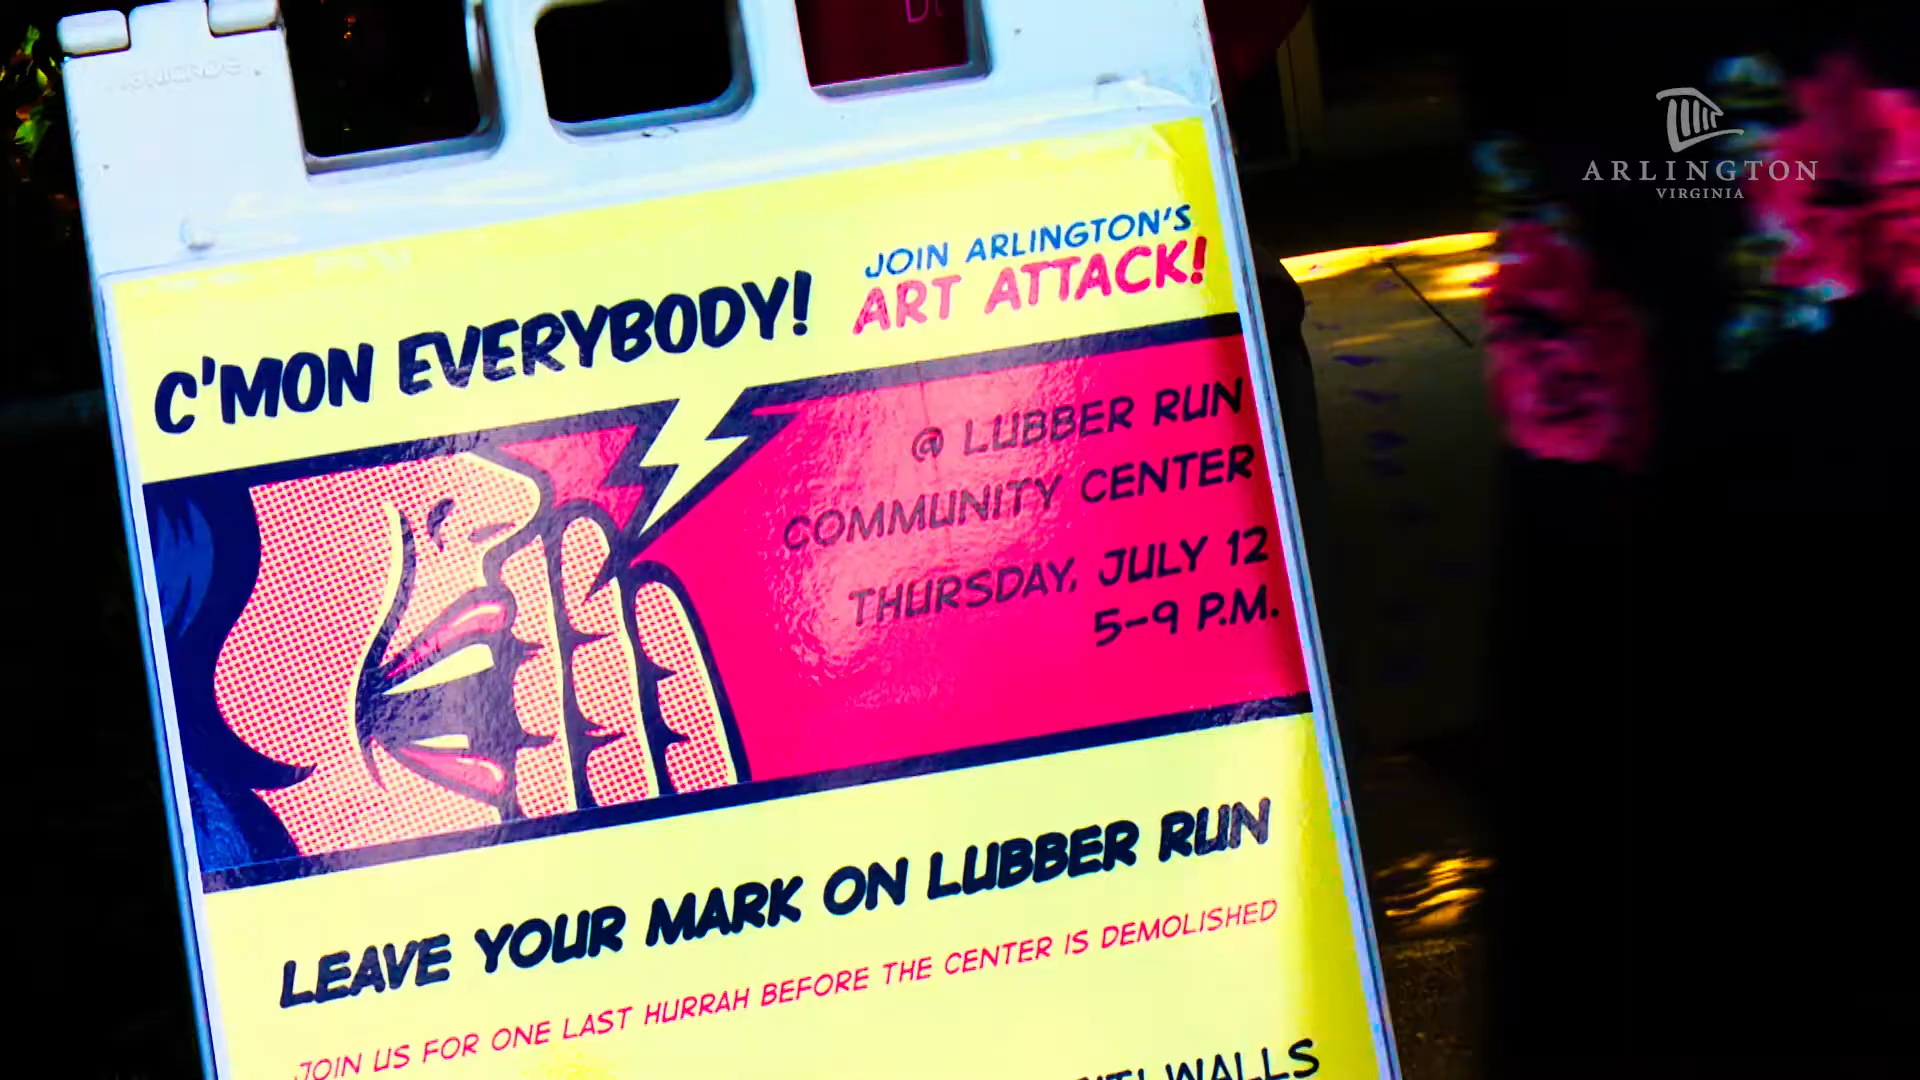 ARLINGTON
VIRGINIA
C'MON EVERYBODY!
JOIN ARLINGTON'S
ART ATTACK!
@ LUBBER RUN
COMMUNITY CENTER
THURSDAY, JULY 12
5-9 P.M.
LEAVE YOUR MARK ON LUBBER RUN
JOIN US FOR ONE LAST HURRAH BEFORE THE CENTER IS DEMOLISHED
WALLS